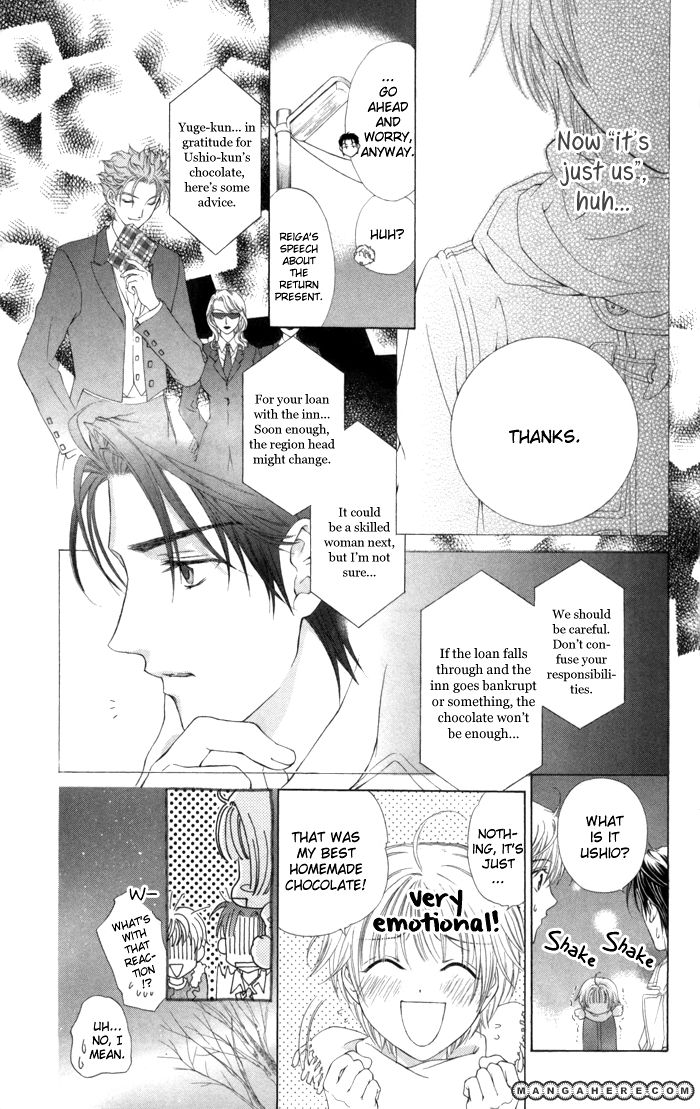 Now "it's
just us",
huh...
THANKS.
...
GO
AHEAD
AND
WORRY,
ANYWAY.
HUH?
REIGA'S
SPEECH
ABOUT
THE
RETURN
PRESENT.
Yuge-kun... in
gratitude for
Ushio-kun's
chocolate,
here's some
advice.
For your loan
with the inn...
Soon enough,
the region head
might change.
It could
be a skilled
woman next,
but I'm not
sure...
We should
be careful.
Don't con-
fuse your
responsibili-
ties.
If the loan falls
through and the
inn goes bankrupt
or something, the
chocolate won't
be enough...
WHAT
IS IT
USHIO?
Shake
Shake
NOTH-
ING, IT'S
JUST
...
THAT WAS
MY BEST
HOMEMADE
CHOCOLATE!
very
emotional!
W-
WHAT'S
WITH
THAT
REAC-
TION
!?
UH...
NO, I
MEAN.
MANGAHERE.COM